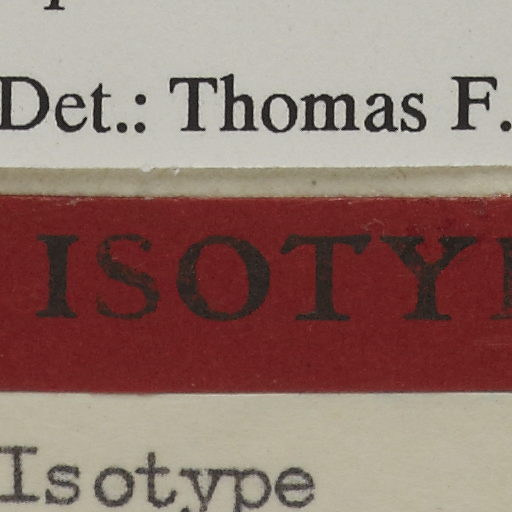 Det.: Thomas F.
ISOTY
Isotype